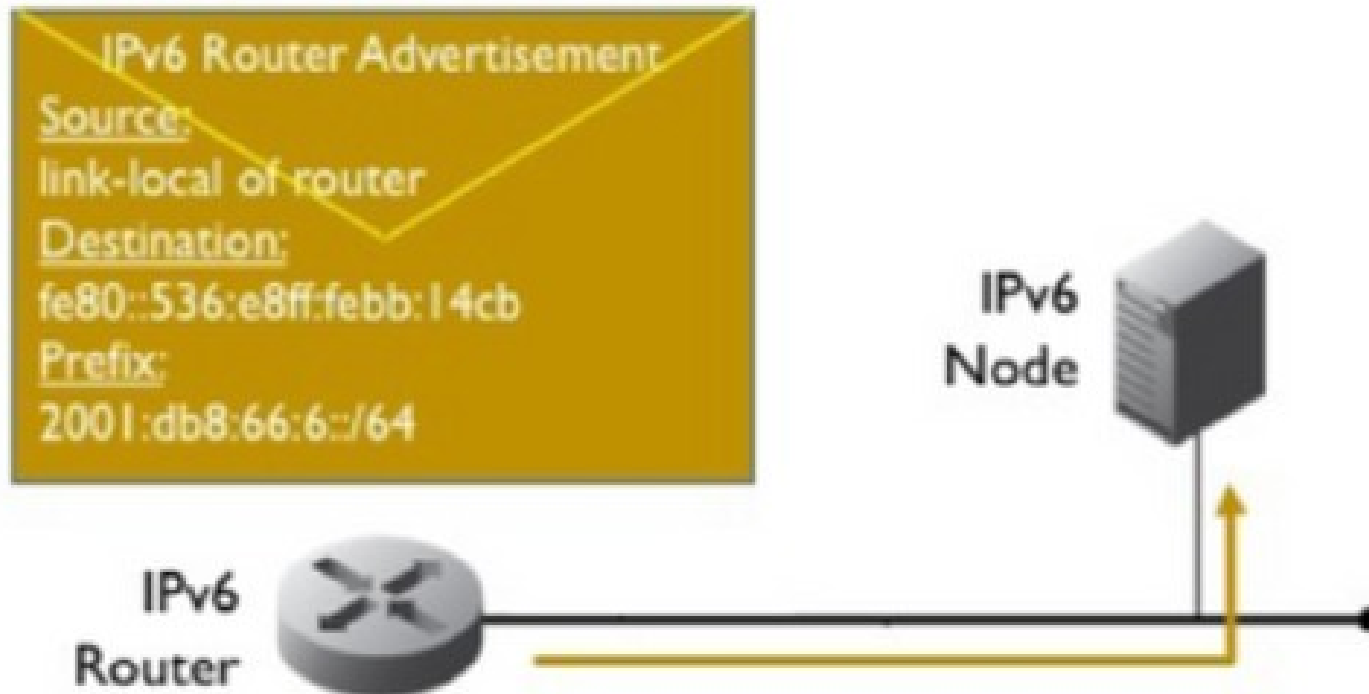 IPv6 Router Advertisement
Source:
link-local of router
Destination:
fe80::536:e8ff:febb:14cb
Prefix:
2001:db8:66:6::/64
IPv6
Node
IPv6
Router